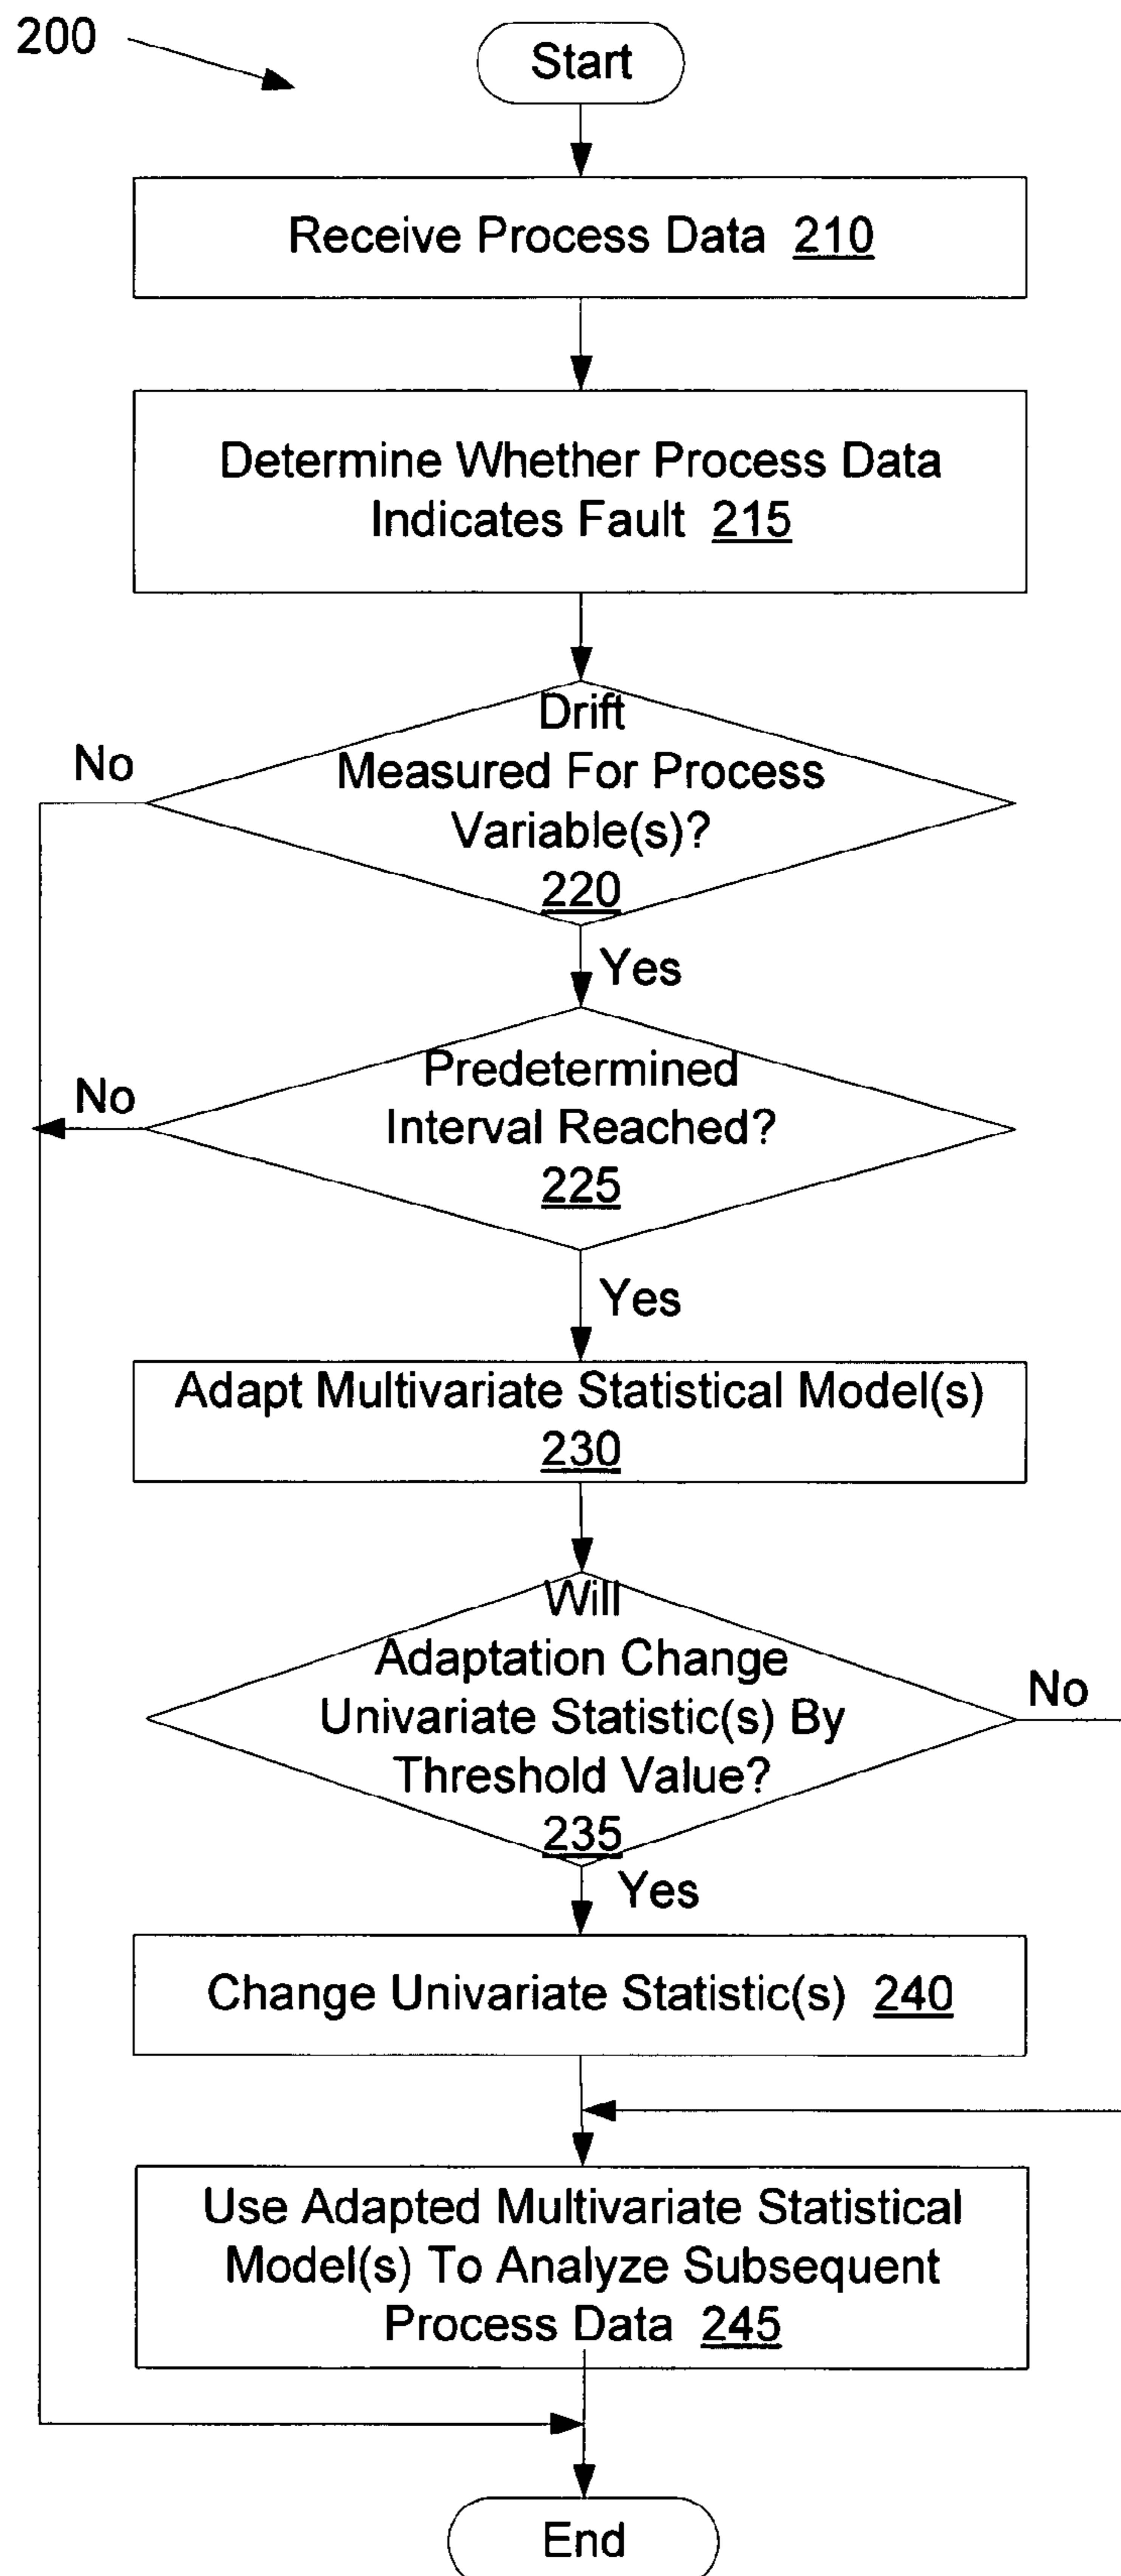 200
Start
Receive Process Data 210
Determine Whether Process Data
Indicates Fault 215
Drift
Measured For Process
Variable(s)?
220
No
Yes
Predetermined
Interval Reached?
225
No
Yes
Adapt Multivariate Statistical Model(s)
230
Will
Adaptation Change
Univariate Statistic(s) By
Threshold Value?
235
No
Yes
Change Univariate Statistic(s) 240
Use Adapted Multivariate Statistical
Model(s) To Analyze Subsequent
Process Data 245
End